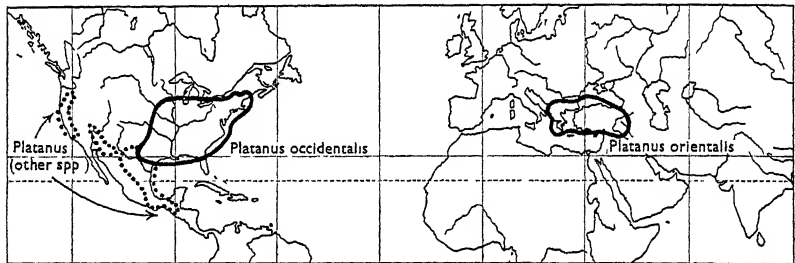 Platanus
(other spp )
Platanus occidentalis
Platanus orientalis